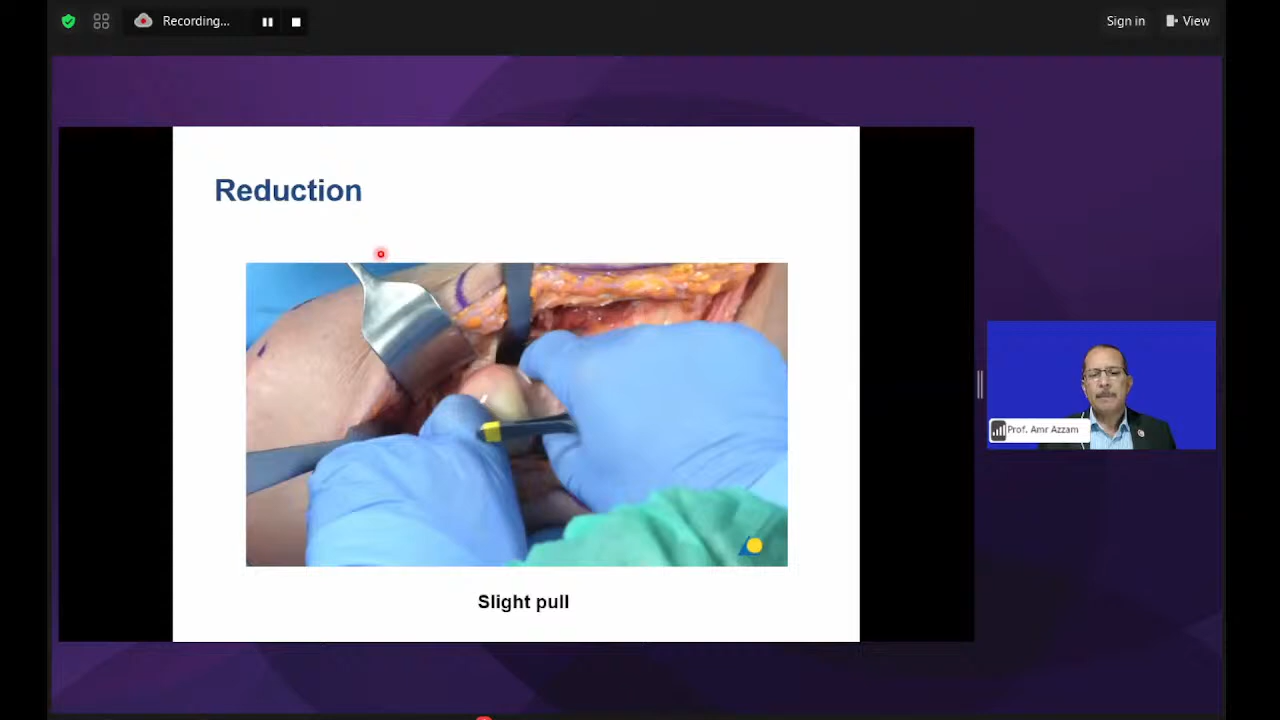 Recording...
Sign in
View
Reduction
Prof. Amr Azzam
Slight pull